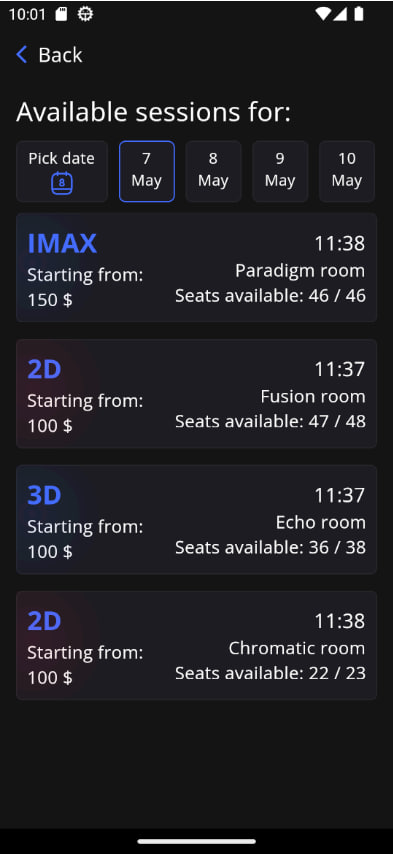 10:01
Back
Available sessions for:
Pick date
8
7
May
8
May
9
May
10
May
IMAX
11:38
Starting from:
Paradigm room
150 $
Seats available: 46 / 46
2D
11:37
Starting from:
Fusion room
100 $
Seats available: 47 / 48
3D
11:37
Starting from:
Echo room
100 $
Seats available: 36 / 38
2D
11:38
Starting from:
Chromatic room
100 $
Seats available: 22 / 23